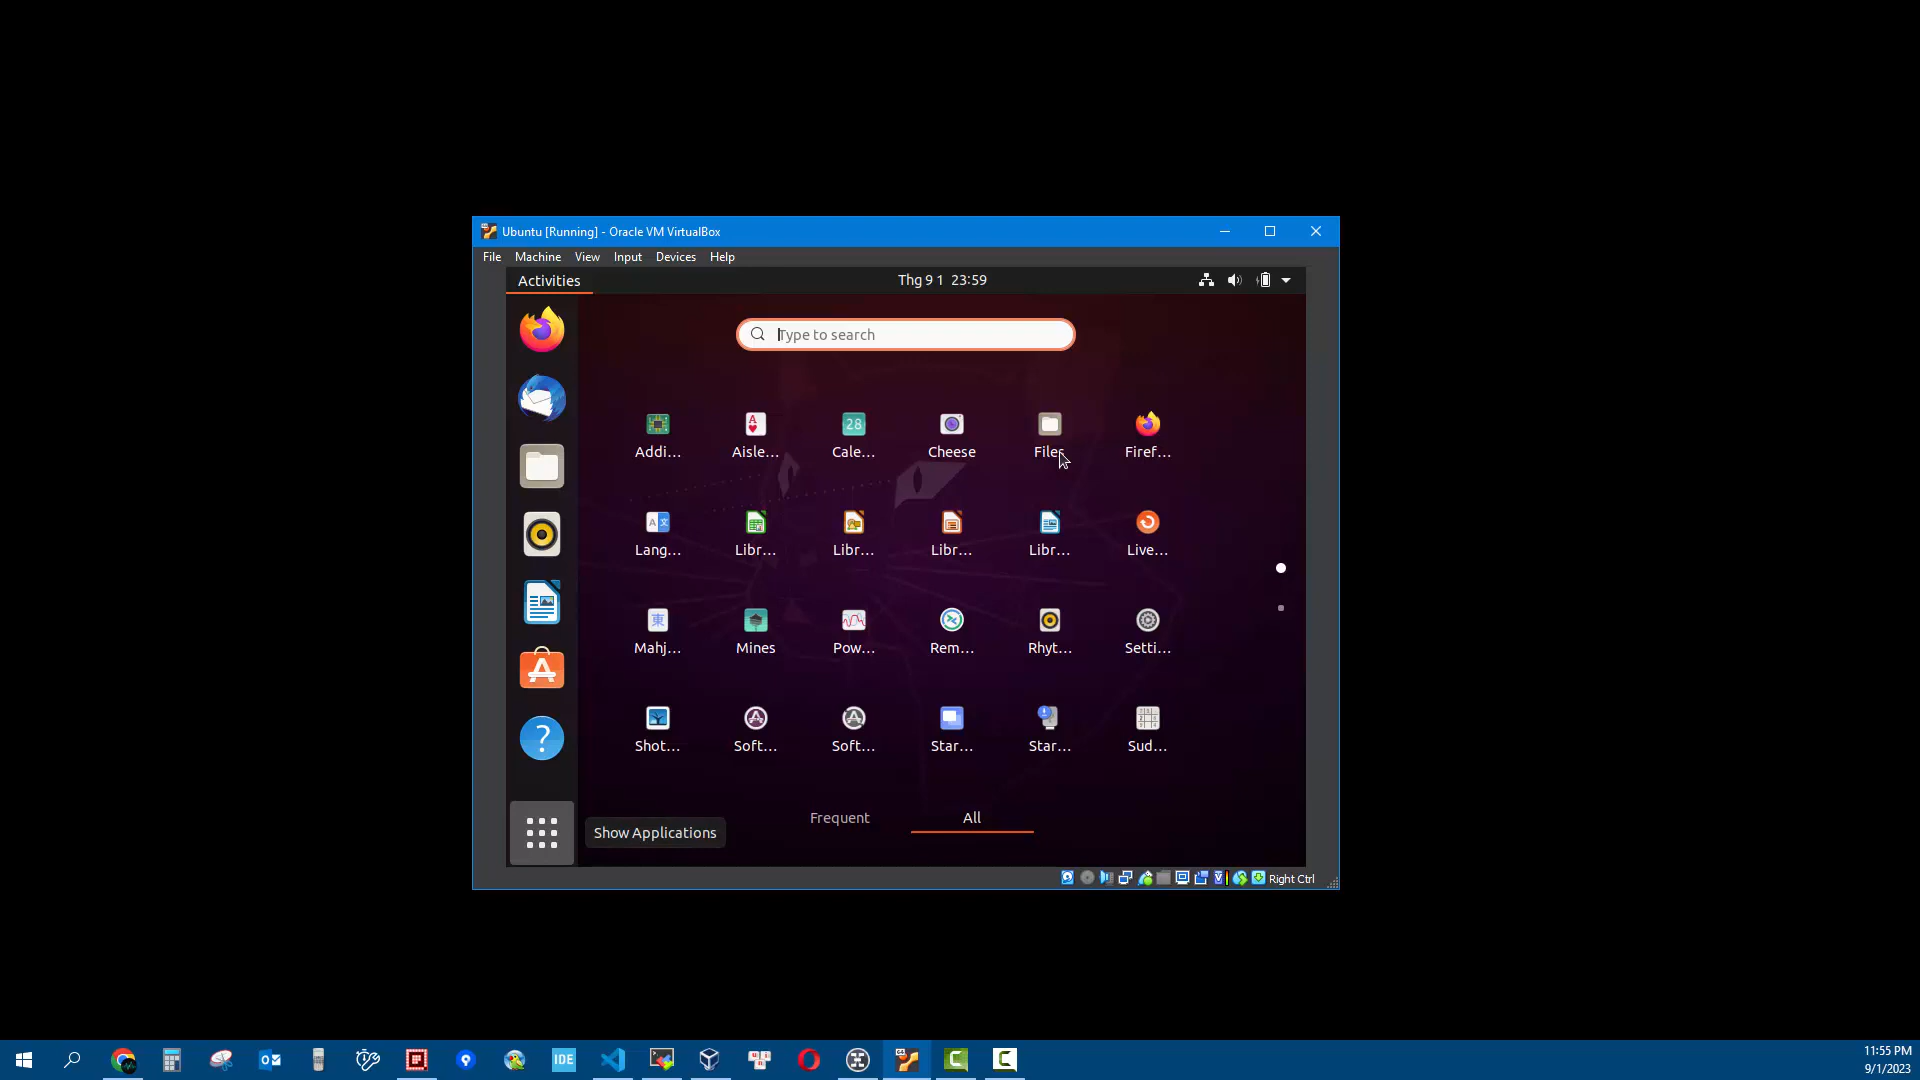 Ubuntu [Running] - Oracle VM VirtualBox
File Machine View Input Devices Help
Activities
Thg 9 1 23:59
Type to search
Addi... Aisle... Cale... Cheese Files Firef...
Lang... Libr... Libr... Libr... Libr... Live...
Mahj... Mines Pow... Rem... Rhyt... Setti...
Shot... Soft... Soft... Star... Star... Sud...
Frequent All
Show Applications
Right Ctrl
IDE
11:55 PM
9/1/2023